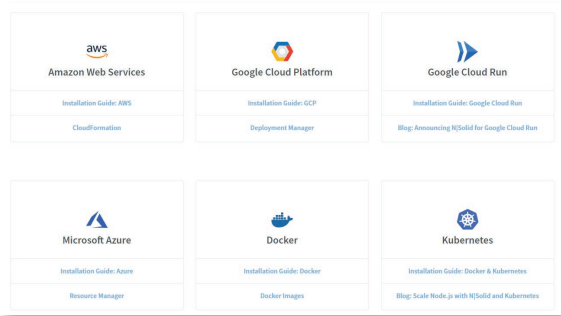 aws
Amazon Web Services
Installation Guide: AWS
CloudFormation
Google Cloud Platform
Installation Guide: GCP
Deployment Manager
Google Cloud Run
Installation Guide: Google Cloud Run
Blog: Announcing N|Solid for Google Cloud Run
Microsoft Azure
Installation Guide: Azure
Resource Manager
Docker
Installation Guide: Docker
Docker Images
Kubernetes
Installation Guide: Docker & Kubernetes
Blog: Scale Node.js with N|Solid and Kubernetes